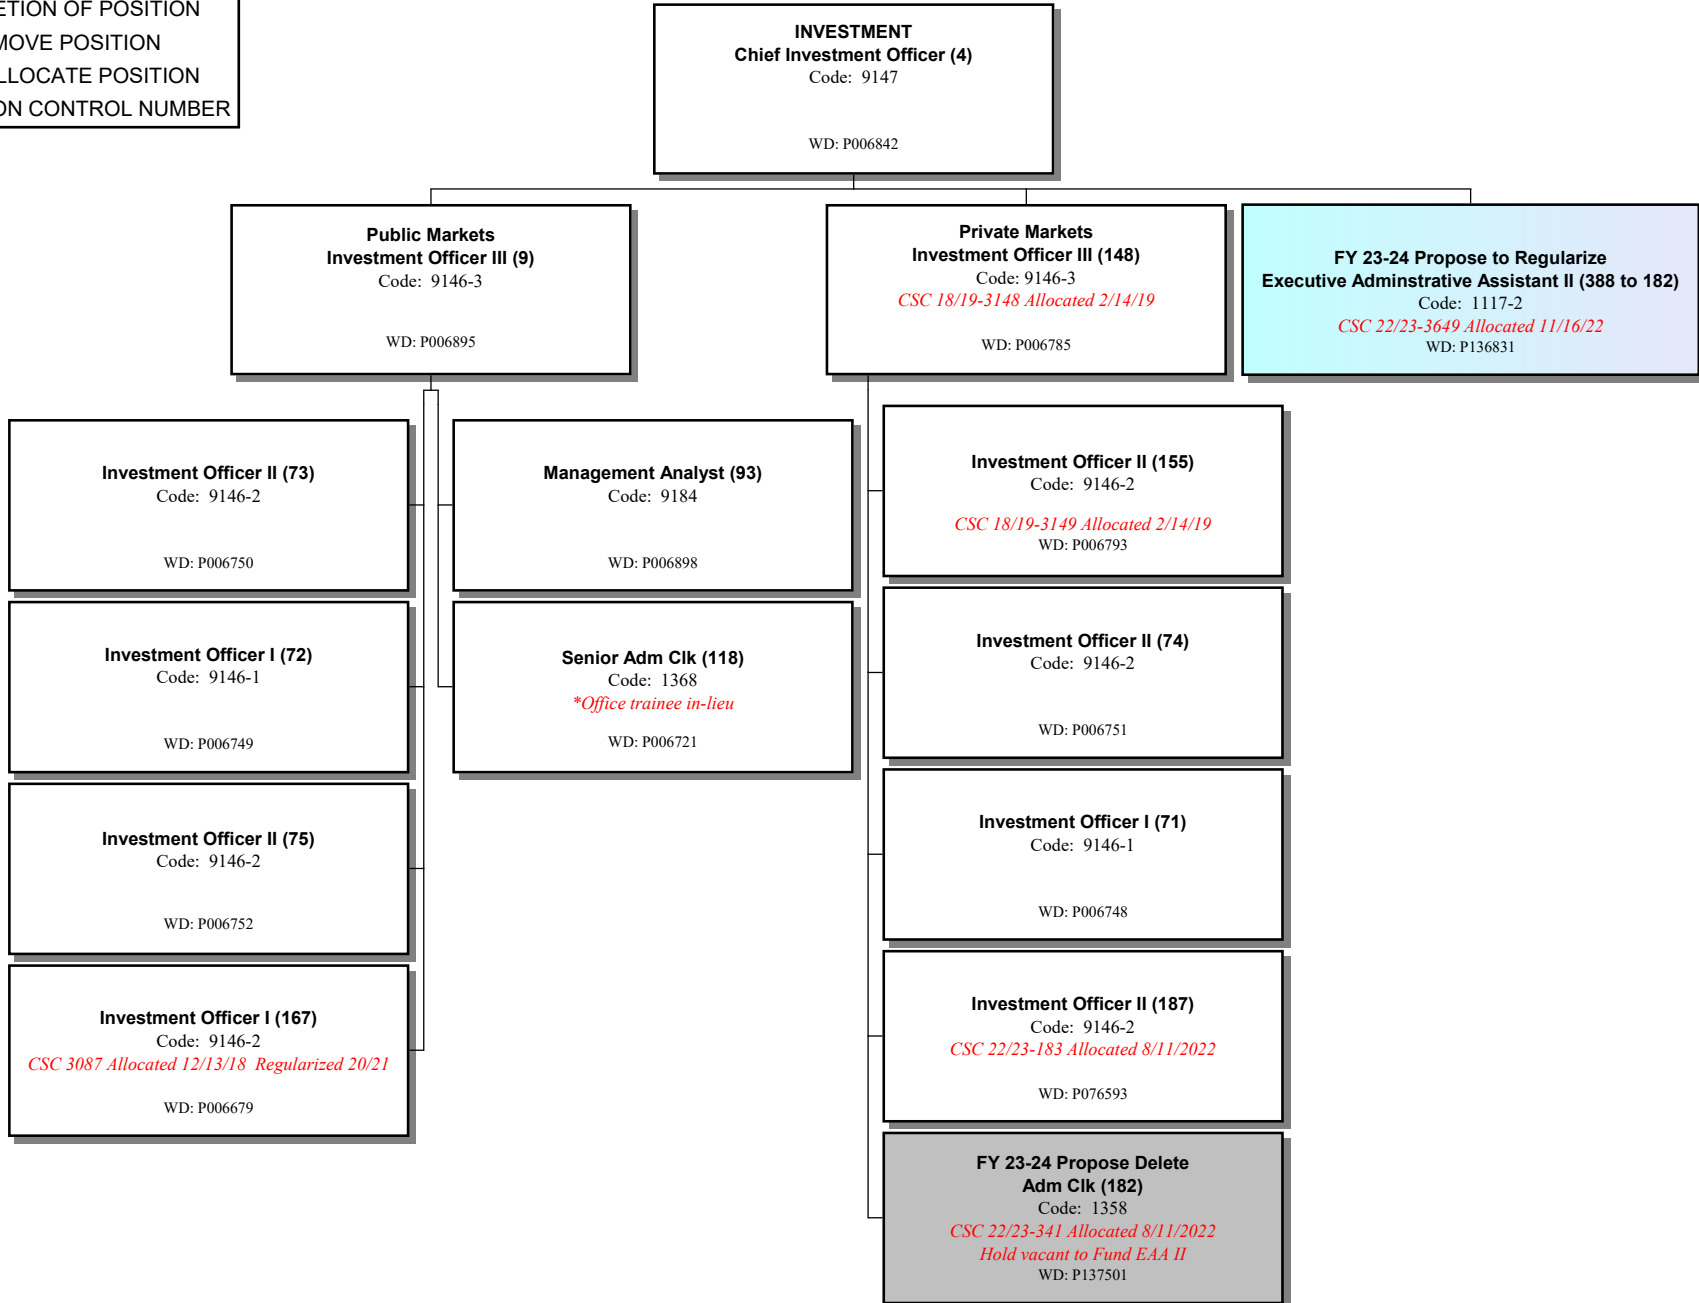 OF POSITION
POSITION
POSITION
CONTROL NUMBER
INVESTMENT
Chief Investment Officer (4)
Code: 9147
WD: P006842
Public Markets
Investment Officer III (9)
Code: 9146-3
WD: P006895
Private Markets
Investment Officer III (148)
Code: 9146-3
CSC 18/19-3148 Allocated 2/14/19
WD: P006785
FY 23-24 Propose to Regularize
Executive Adminstrative Assistant II (388 to 182)
Code: 1117-2
CSC 22/23-3649 Allocated 11/16/22
WD: P136831
Investment Officer II (73)
Code: 9146-2
WD: P006750
Investment Officer I (72)
Code: 9146-1
WD: P006749
Investment Officer II (75)
Code: 9146-2
WD: P006752
Investment Officer I (167)
Code: 9146-2
CSC 3087 Allocated 12/13/18 Regularized 20/21
WD: P006679
Management Analyst (93)
Code: 9184
WD: P006898
Senior Adm Clk (118)
Code: 1368
*Office trainee in-lieu
WD: P006721
Investment Officer II (155)
Code: 9146-2
CSC 18/19-3149 Allocated 2/14/19
WD: P006793
Investment Officer II (74)
Code: 9146-2
WD: P006751
Investment Officer I (71)
Code: 9146-1
WD: P006748
Investment Officer II (187)
Code: 9146-2
CSC 22/23-183 Allocated 8/11/2022
WD: P076593
FY 23-24 Propose Delete
Adm Clk (182)
Code: 1358
CSC 22/23-341 Allocated 8/11/2022
Hold vacant to Fund EAA II
WD: P137501